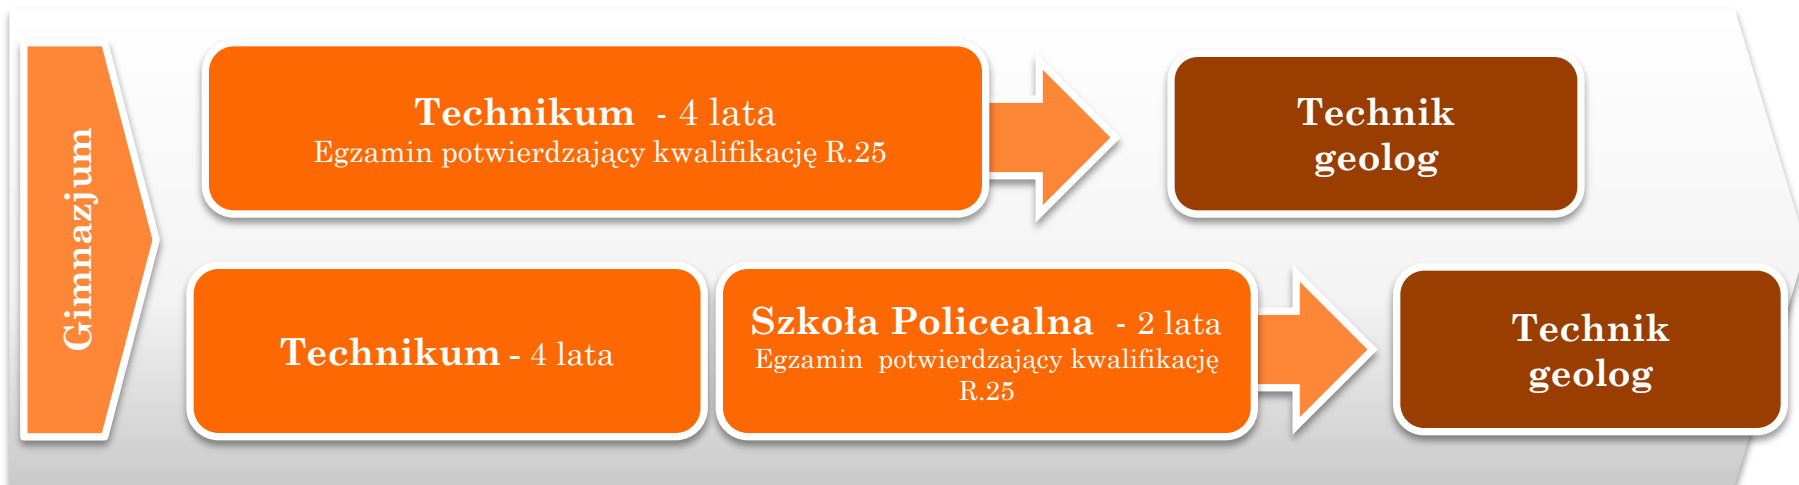 Gimnazjum
Technikum - 4 lata
Egzamin potwierdzający kwalifikację R.25
Technik
geolog
Technikum - 4 lata
Szkoła Policealna - 2 lata
Egzamin potwierdzający kwalifikację
R.25
Technik
geolog